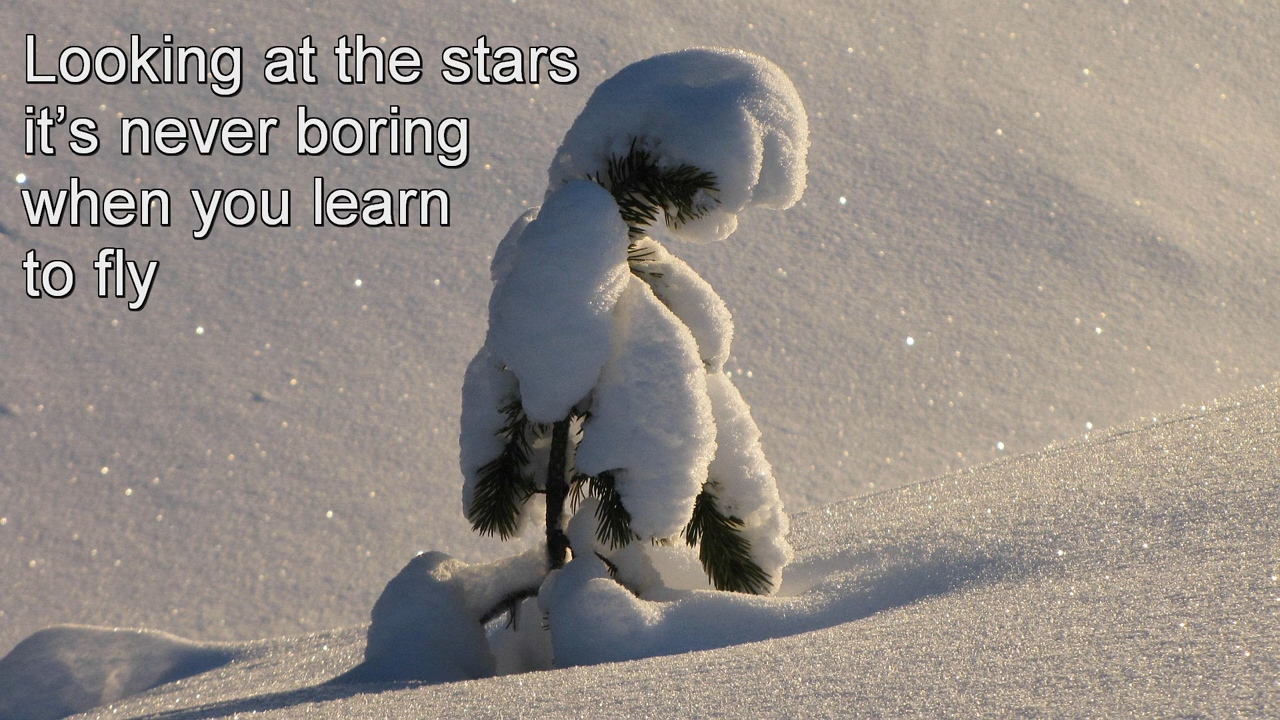 Looking at the stars
it’s never boring
when you learn
to fly